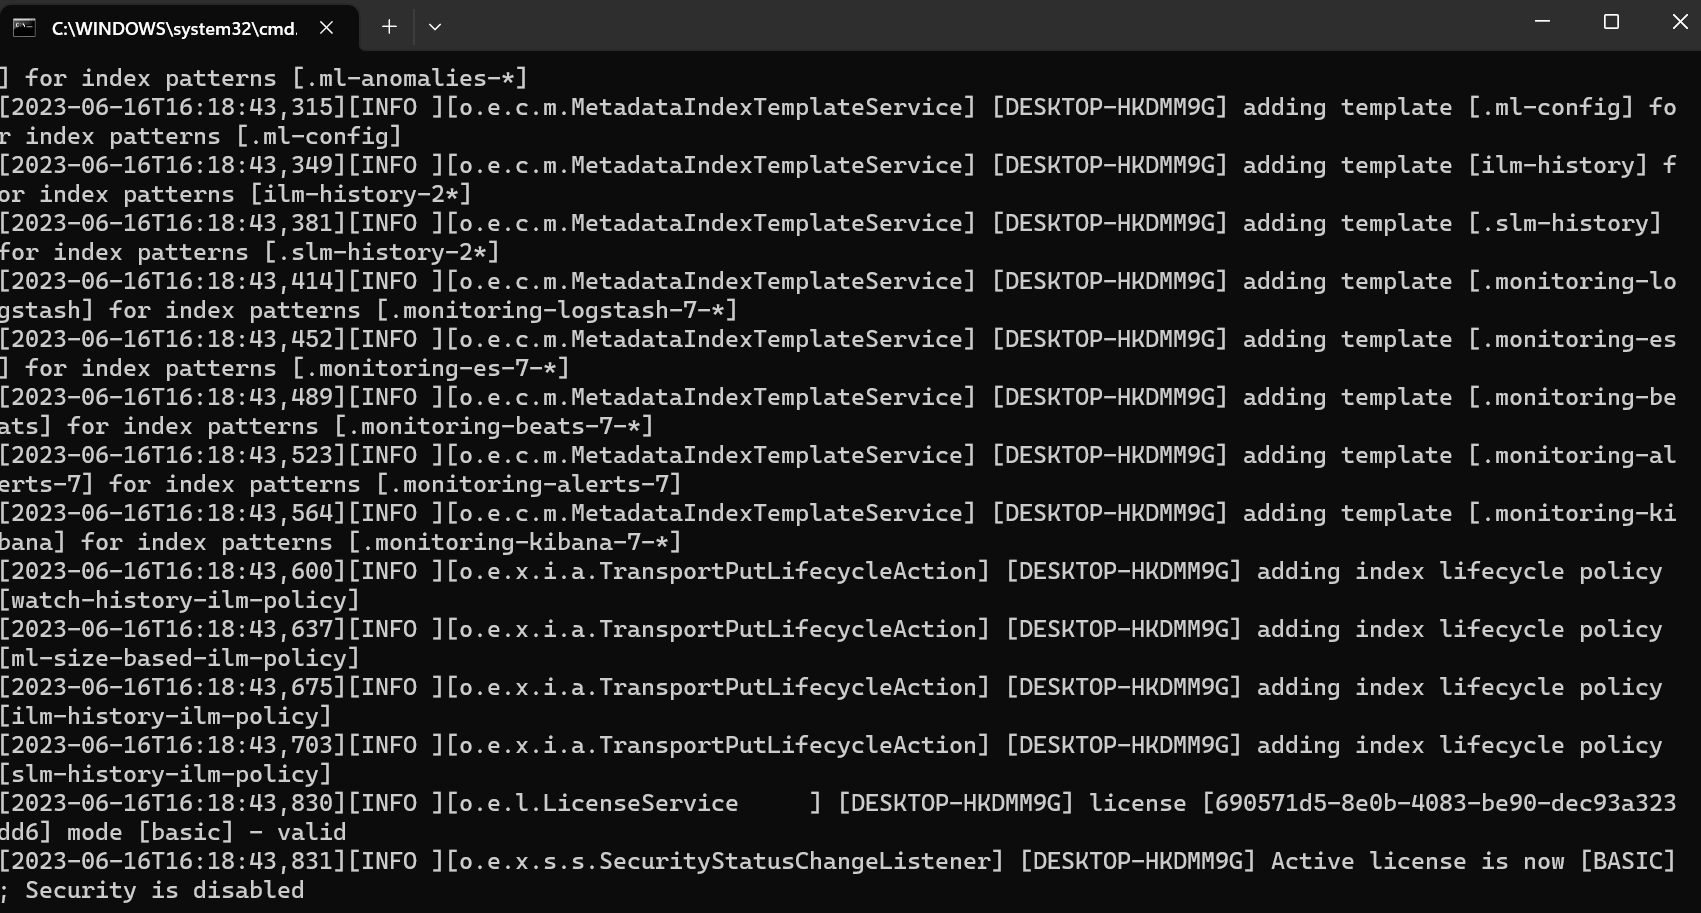 C:\WINDOWS\system32\cmd.
] for index patterns [.ml-anomalies-*]
[2023-06-16T16:18:43,315][INFO ][o.e.c.m.MetadataIndexTemplateService] [DESKTOP-HKDMM9G] adding template [.ml-config] fo
r index patterns [.ml-config]
[2023-06-16T16:18:43,349][INFO ][o.e.c.m.MetadataIndexTemplateService] [DESKTOP-HKDMM9G] adding template [ilm-history] f
or index patterns [ilm-history-2*]
[2023-06-16T16:18:43,381][INFO ][o.e.c.m.MetadataIndexTemplateService] [DESKTOP-HKDMM9G] adding template [.slm-history]
for index patterns [.slm-history-2*]
[2023-06-16T16:18:43,414][INFO ][o.e.c.m.MetadataIndexTemplateService] [DESKTOP-HKDMM9G] adding template [.monitoring-lo
gstash] for index patterns [.monitoring-logstash-7-*]
[2023-06-16T16:18:43,452][INFO ][o.e.c.m.MetadataIndexTemplateService] [DESKTOP-HKDMM9G] adding template [.monitoring-es
] for index patterns [.monitoring-es-7-*]
[2023-06-16T16:18:43,489][INFO ][o.e.c.m.MetadataIndexTemplateService] [DESKTOP-HKDMM9G] adding template [.monitoring-be
ats] for index patterns [.monitoring-beats-7-*]
[2023-06-16T16:18:43,523][INFO ][o.e.c.m.MetadataIndexTemplateService] [DESKTOP-HKDMM9G] adding template [.monitoring-al
erts-7] for index patterns [.monitoring-alerts-7]
[2023-06-16T16:18:43,564][INFO ][o.e.c.m.MetadataIndexTemplateService] [DESKTOP-HKDMM9G] adding template [.monitoring-ki
bana] for index patterns [.monitoring-kibana-7-*]
[2023-06-16T16:18:43,600][INFO ][o.e.x.i.a.TransportPutLifecycleAction] [DESKTOP-HKDMM9G] adding index lifecycle policy
[watch-history-ilm-policy]
[2023-06-16T16:18:43,637][INFO ][o.e.x.i.a.TransportPutLifecycleAction] [DESKTOP-HKDMM9G] adding index lifecycle policy
[ml-size-based-ilm-policy]
[2023-06-16T16:18:43,675][INFO ][o.e.x.i.a.TransportPutLifecycleAction] [DESKTOP-HKDMM9G] adding index lifecycle policy
[ilm-history-ilm-policy]
[2023-06-16T16:18:43,703][INFO ][o.e.x.i.a.TransportPutLifecycleAction] [DESKTOP-HKDMM9G] adding index lifecycle policy
[slm-history-ilm-policy]
[2023-06-16T16:18:43,830][INFO ][o.e.l.LicenseService     ] [DESKTOP-HKDMM9G] license [690571d5-8e0b-4083-be90-dec93a323
dd6] mode [basic] - valid
[2023-06-16T16:18:43,831][INFO ][o.e.x.s.s.SecurityStatusChangeListener] [DESKTOP-HKDMM9G] Active license is now [BASIC]
; Security is disabled